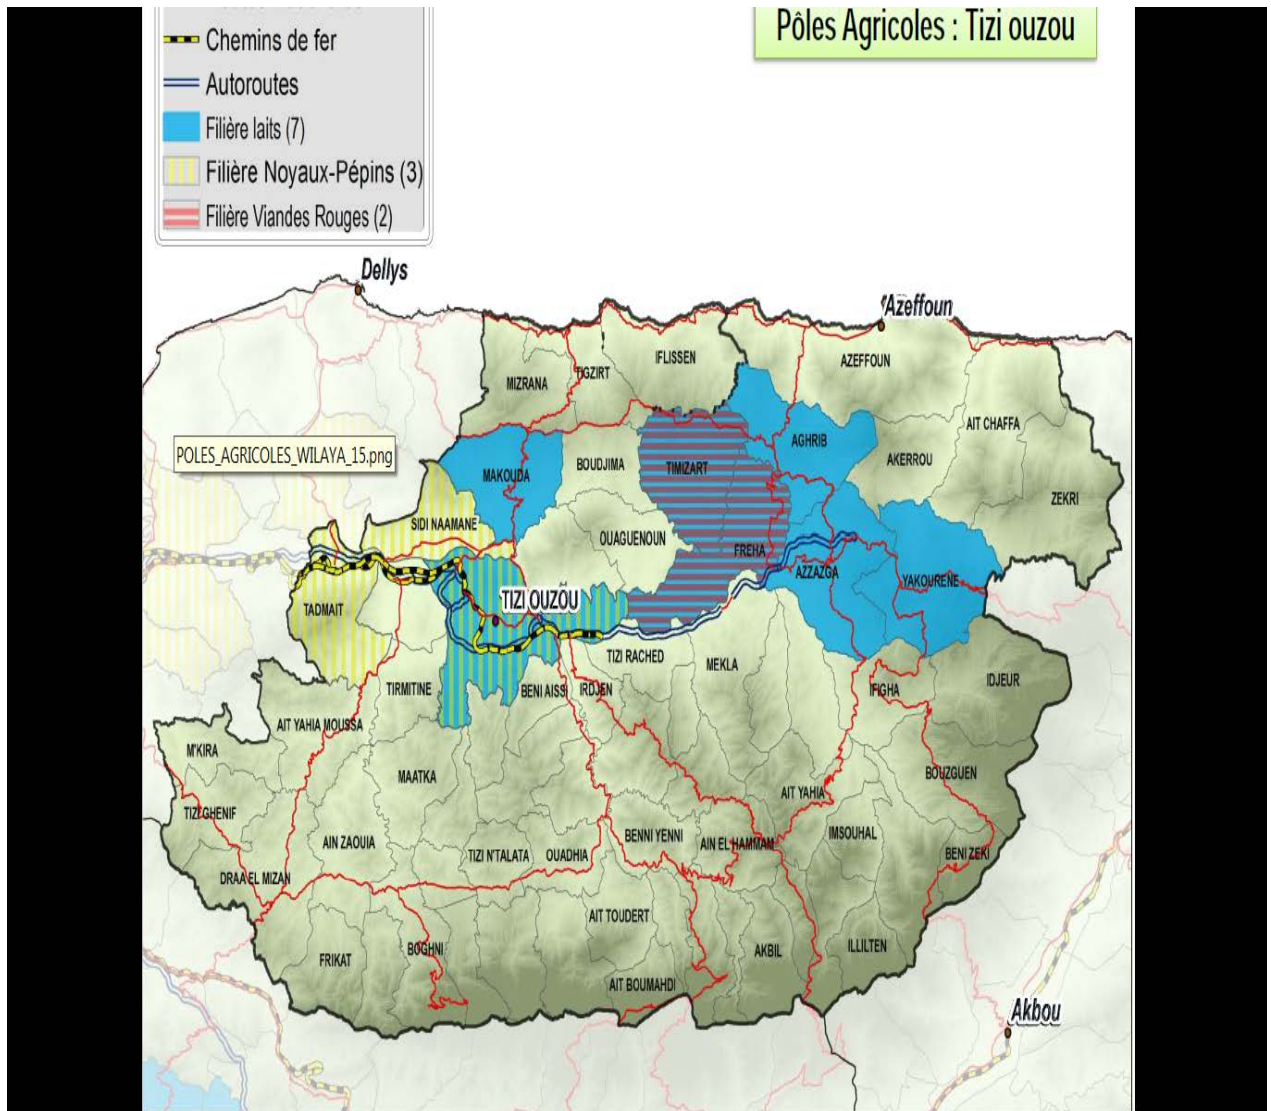 Pôles Agricoles : Tizi ouzou
Chemins de fer
Autoroutes
Filière laits (7)
Filière Noyaux-Pépins (3)
Filière Viandes Rouges (2)
Dellys
Azeffoun
IFLISSEN
AZEFFOUN
TIGZIRT
MIZRANA
AIT CHAFFA
AGHRIB
POLES_AGRICOLES_WILAYA_15.png
BOUDJIMA
TIMIZART
AKERROU
MAKOUDA
ZEKRI
SIDI NAAMANE
OUAGUENOUN
FREHA
AZZAZGA
YAKOURENE
TADMAIT
TIZI OUZOU
TIZI RACHED
MEKLA
TIRMITINE
BENI AISSI
IRDJEN
IFIGHA
IDJEUR
AIT YAHIA MOUSSA
M'KIRA
MAATKA
BOUZGUEN
AIT YAHIA
TIZI GHENIF
AIN ZAOUIA
BENNI YENNI
AIN EL HAMMAM
IMSOUHAL
TIZI N'TALATA
OUADHIA
BENI ZEKI
DRAA EL MIZAN
AIT TOUDERT
FRIKAT
BOGHNI
AKBIL
ILLILTEN
AIT BOUMAHDI
Akbou